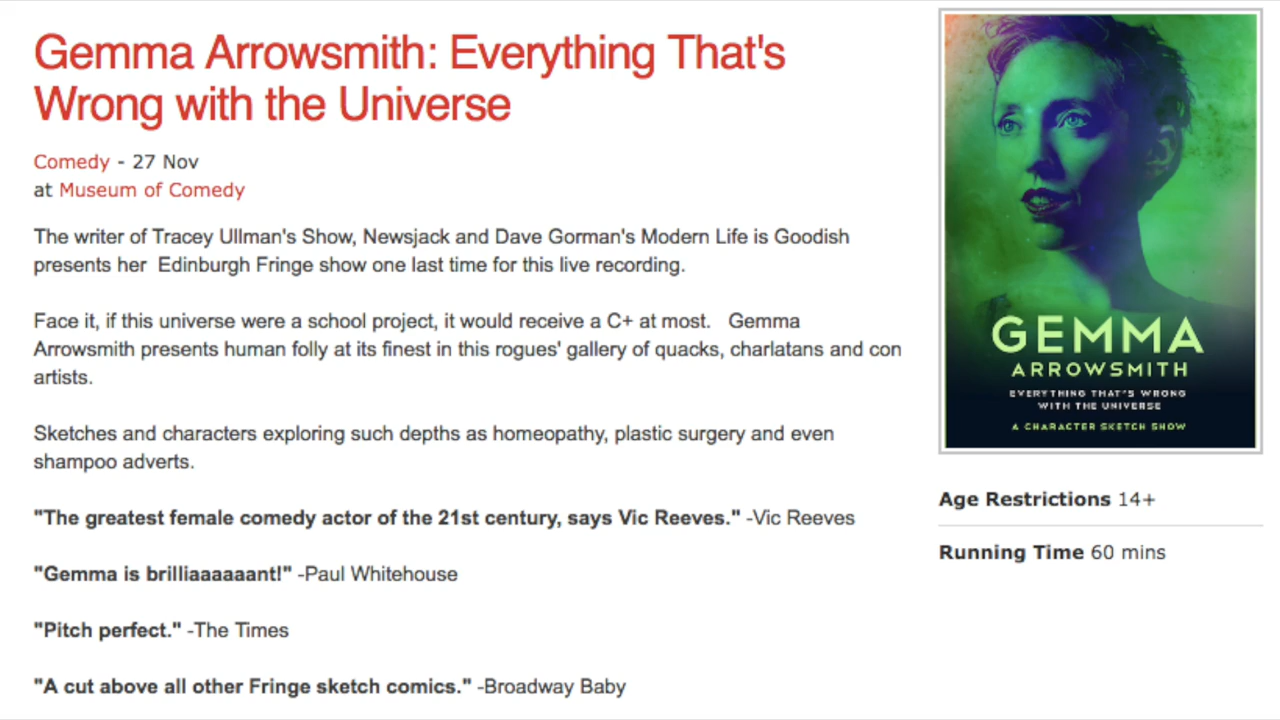 Gemma Arrowsmith: Everything That's
Wrong with the Universe
Comedy - 27 Nov
at Museum of Comedy
The writer of Tracey Ullman's Show, Newsjack and Dave Gorman's Modern Life is Goodish
presents her  Edinburgh Fringe show one last time for this live recording.
Face it, if this universe were a school project, it would receive a C+ at most.   Gemma
Arrowsmith presents human folly at its finest in this rogues' gallery of quacks, charlatans and con
artists.
Sketches and characters exploring such depths as homeopathy, plastic surgery and even
shampoo adverts.
"The greatest female comedy actor of the 21st century, says Vic Reeves." -Vic Reeves
"Gemma is brilliaaaaaant!" -Paul Whitehouse
"Pitch perfect." -The Times
"A cut above all other Fringe sketch comics." -Broadway Baby
GEMMA
ARROWSMITH
EVERYTHING THAT'S WRONG
WITH THE UNIVERSE
A CHARACTER SKETCH SHOW
Age Restrictions 14+
Running Time 60 mins